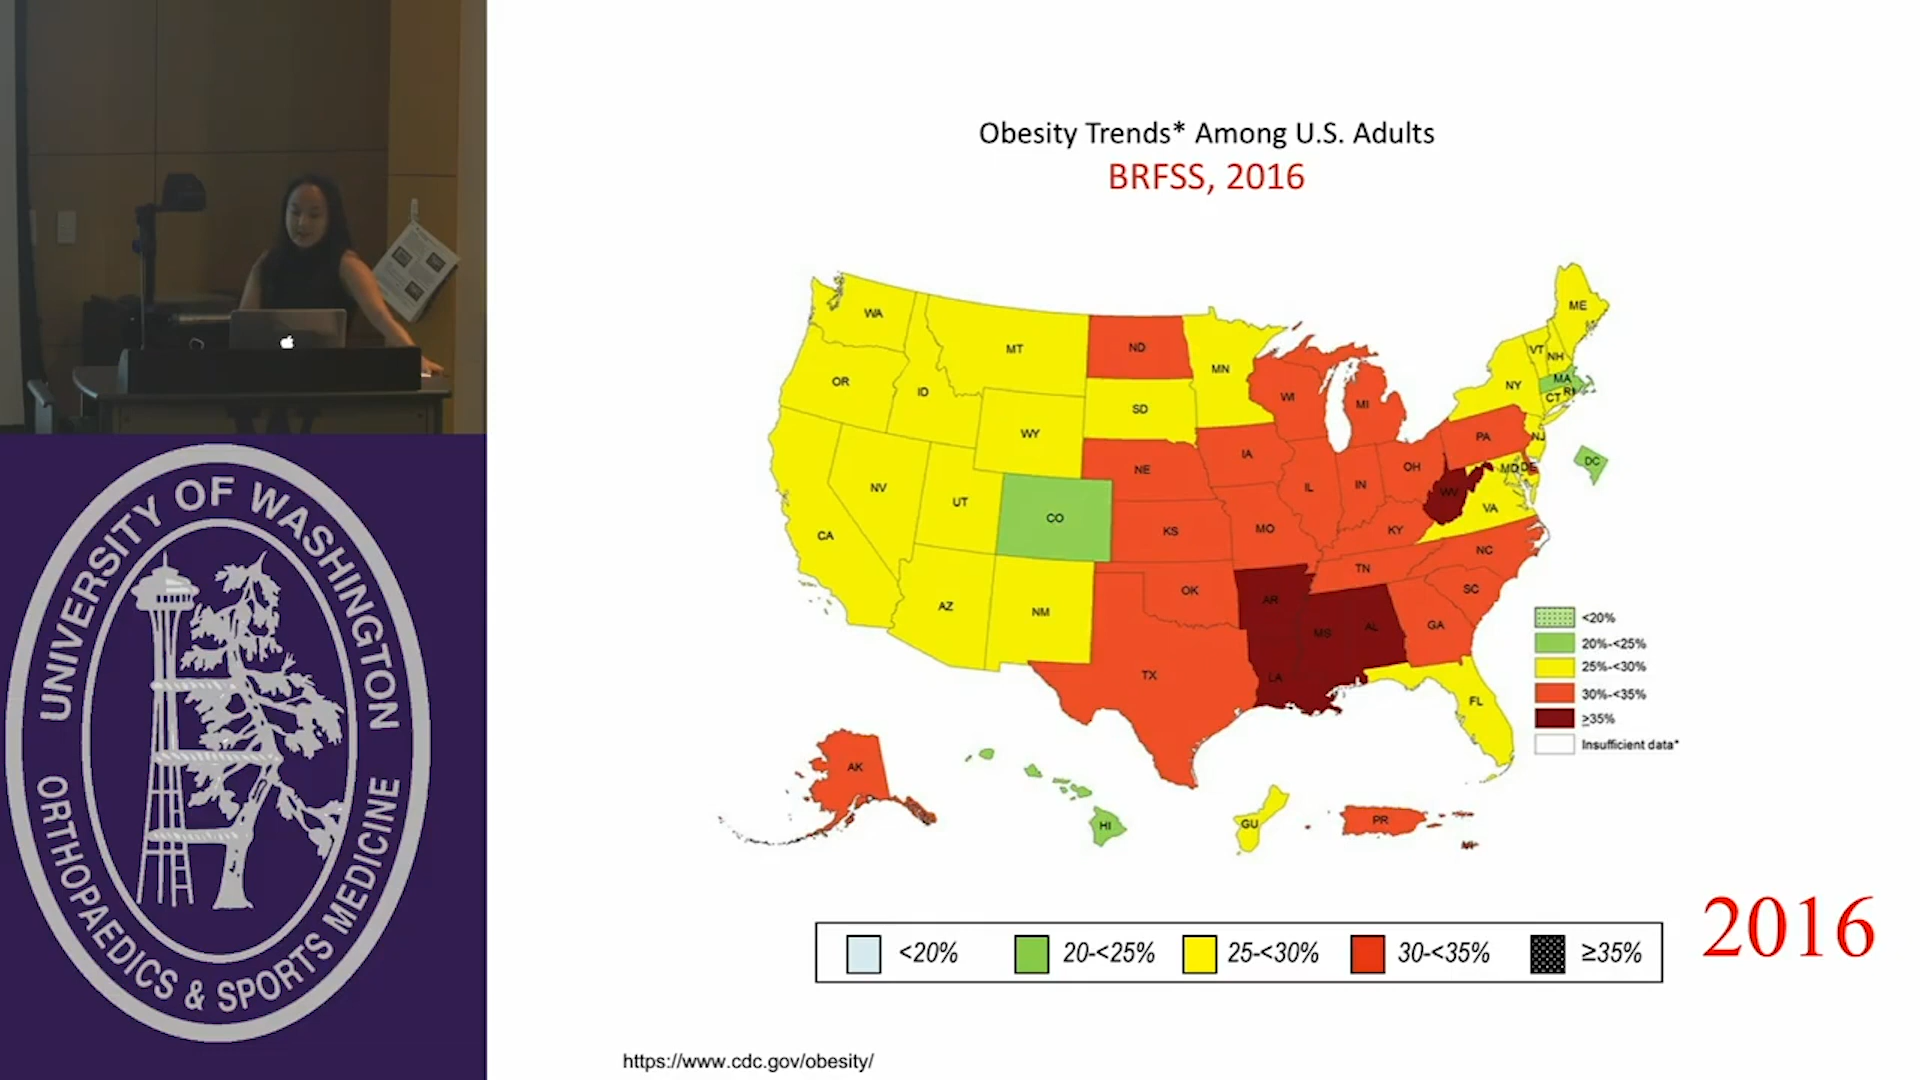 Obesity Trends* Among U.S. Adults
BRFSS, 2016
WA
MT
ND
MN
OR
ID
SD
WY
WI
MI
NY
VT
NH
ME
MA
RI
CT
NJ
PA
IA
NE
OH
IL
IN
NV
UT
CO
CA
KS
MO
KY
WV
VA
MD
DE
DC
NC
TN
SC
AZ
NM
OK
AR
MS
AL
GA
TX
LA
FL
AK
HI
GU
PR
<20%
20%-<25%
25%-<30%
30%-<35%
≥35%
Insufficient data*
<20% 20-<25% 25-<30% 30-<35% ≥35%
2016
https://www.cdc.gov/obesity/
UNIVERSITY OF WASHINGTON
ORTHOPAEDICS & SPORTS MEDICINE